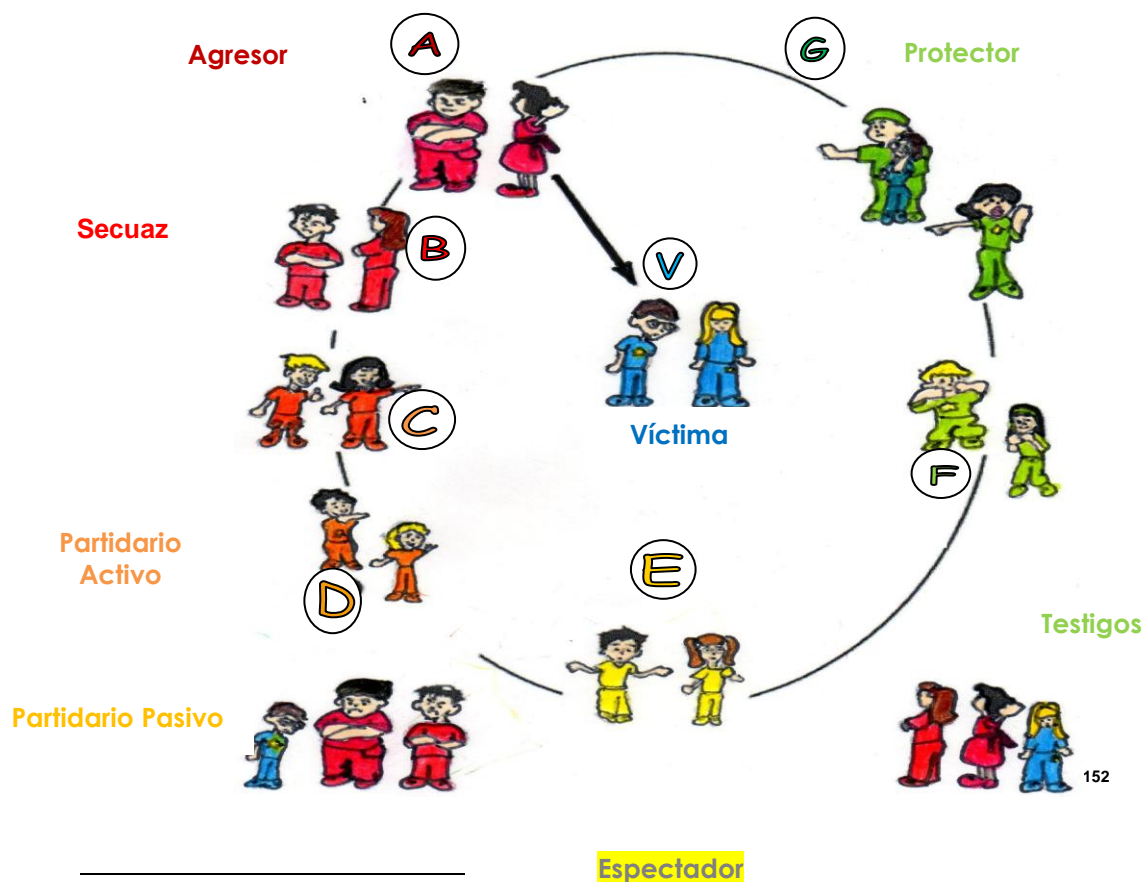 A
G
Agresor
Protector
Secuaz
B
V
C
Víctima
F
Partidario
Activo
D
E
Testigos
Partidario Pasivo
152
Espectador